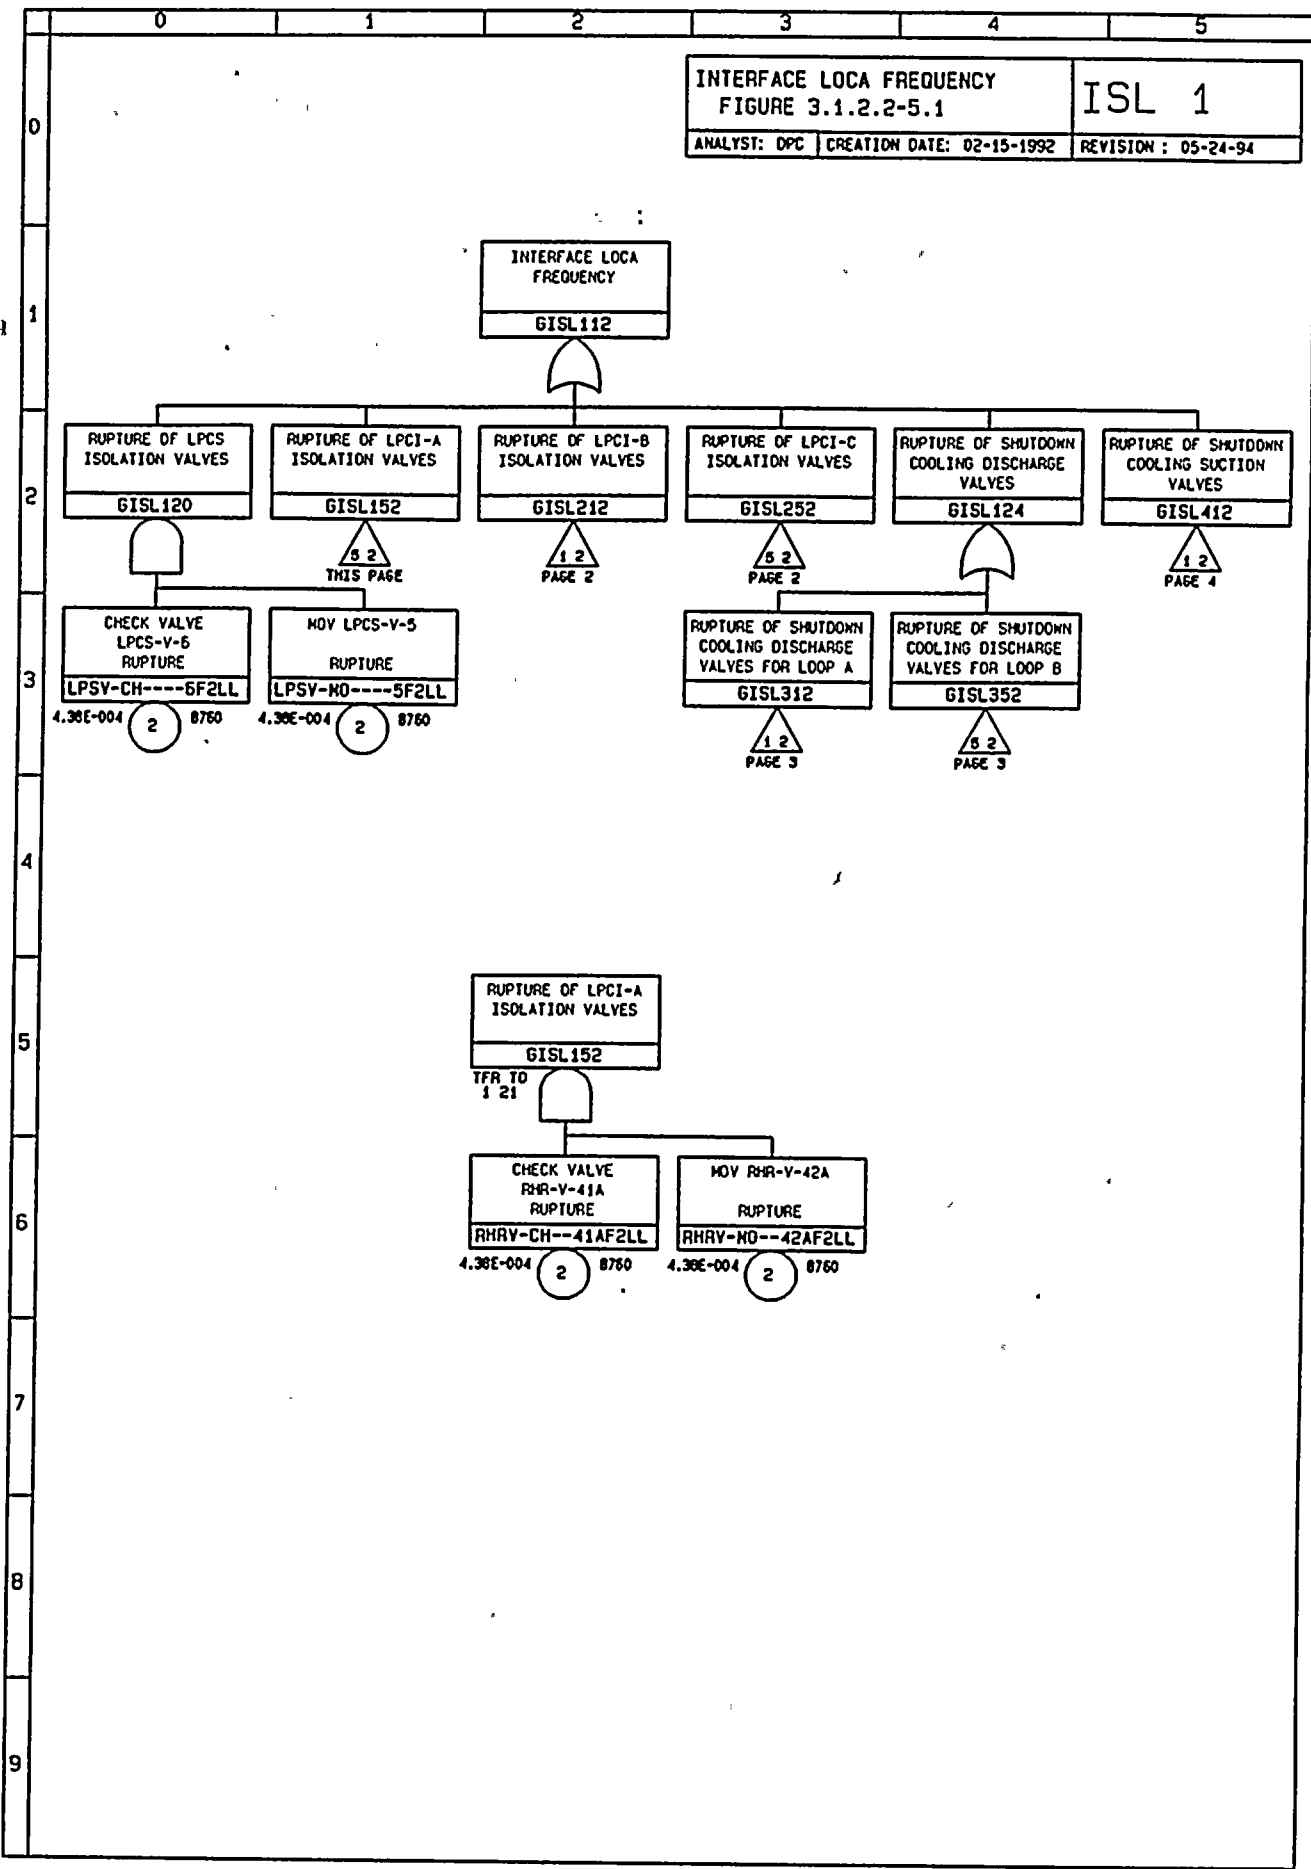 0 1 2 3 4 5
INTERFACE LOCA FREQUENCY
FIGURE 3.1.2.2-5.1
ISL 1
ANALYST: DPC CREATION DATE: 02-15-1992 REVISION : 05-24-94
0
INTERFACE LOCA
FREQUENCY
GISL112
1
RUPTURE OF LPCS
ISOLATION VALVES
GISL120
RUPTURE OF LPCI-A
ISOLATION VALVES
GISL152
5 2
THIS PAGE
RUPTURE OF LPCI-B
ISOLATION VALVES
GISL212
1 2
PAGE 2
RUPTURE OF LPCI-C
ISOLATION VALVES
GISL252
5 2
PAGE 2
RUPTURE OF SHUTDOWN
COOLING DISCHARGE
VALVES
GISL124
RUPTURE OF SHUTDOWN
COOLING SUCTION
VALVES
GISL412
1 2
PAGE 4
2
CHECK VALVE
LPCS-V-6
RUPTURE
LPSV-CH----6F2LL
4.38E-004 2 8760
MOV LPCS-V-5
RUPTURE
LPSV-MO----5F2LL
4.38E-004 2 8760
RUPTURE OF SHUTDOWN
COOLING DISCHARGE
VALVES FOR LOOP A
GISL312
1 2
PAGE 3
RUPTURE OF SHUTDOWN
COOLING DISCHARGE
VALVES FOR LOOP B
GISL352
5 2
PAGE 3
3
4
RUPTURE OF LPCI-A
ISOLATION VALVES
GISL152
TFR TO
1 21
5
CHECK VALVE
RHR-V-41A
RUPTURE
RHRV-CH--41AF2LL
4.38E-004 2 8760
MOV RHR-V-42A
RUPTURE
RHRV-MO--42AF2LL
4.38E-004 2 8760
6
7
8
9